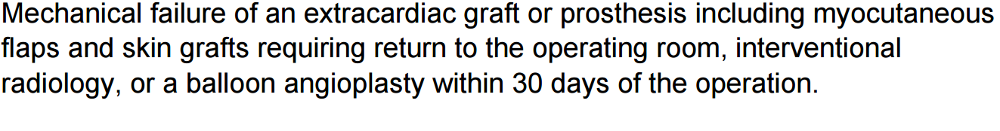 Mechanical failure of an extracardiac graft or prosthesis including myocutaneous
flaps and skin grafts requiring return to the operating room, interventional
radiology, or a balloon angioplasty within 30 days of the operation.